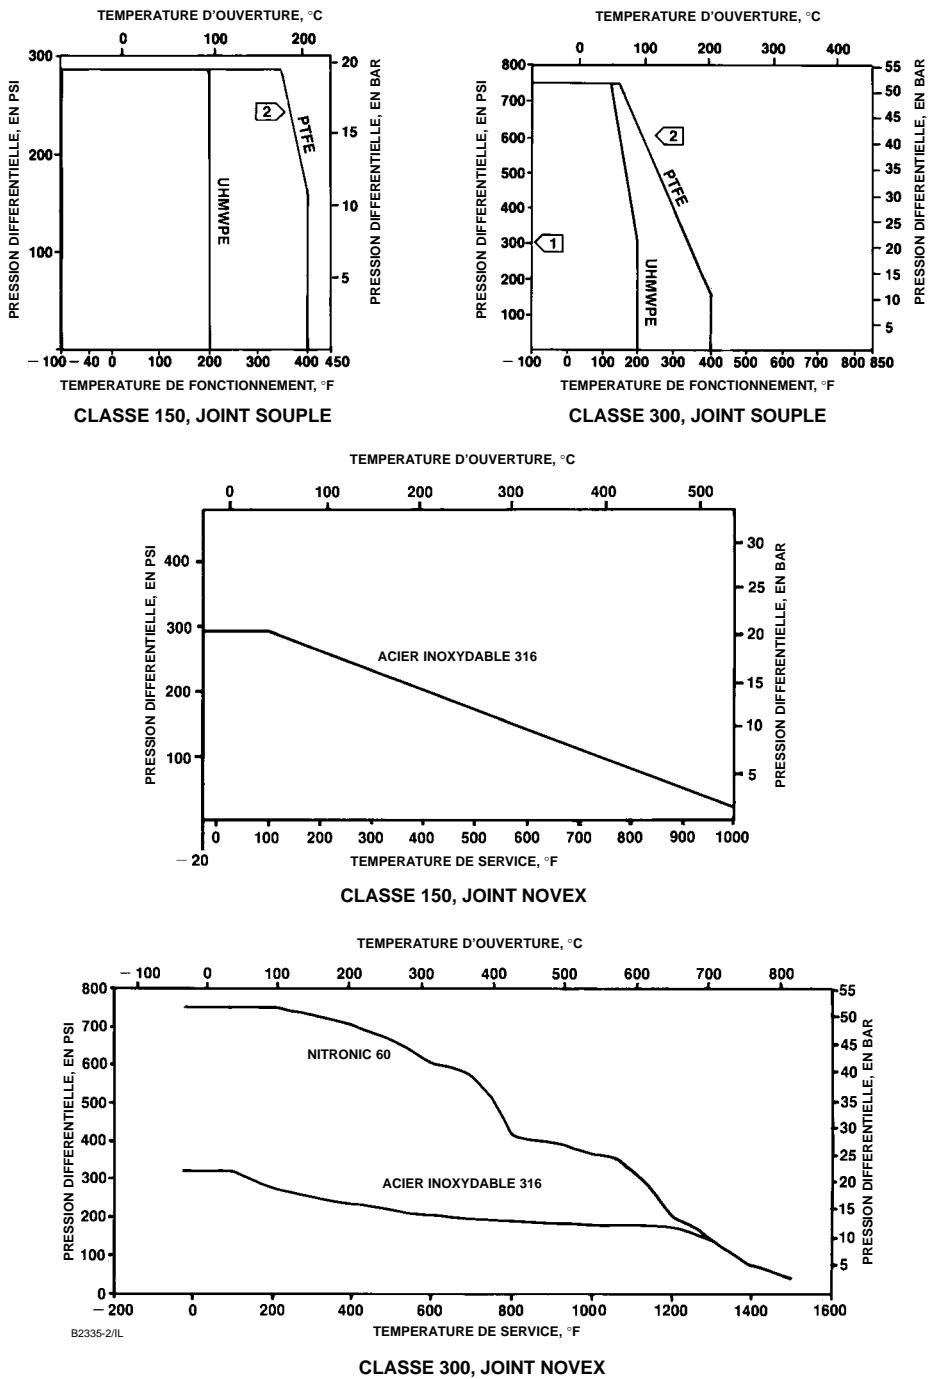 TEMPERATURE D'OUVERTURE, °C
0 100 200
PRESSION DIFFERENTIELLE, EN PSI
300
200
100
0
20
15
10
5
PRESSION DIFFERENTIELLE, EN BAR
2
PTFE
UHMWPE
−100 −40 0 100 200 300 400 450
TEMPERATURE DE FONCTIONNEMENT, °F
CLASSE 150, JOINT SOUPLE
TEMPERATURE D'OUVERTURE, °C
0 100 200 300 400
PRESSION DIFFERENTIELLE, EN PSI
800
700
600
500
400
300
200
100
55
50
45
40
35
30
25
20
15
10
5
PRESSION DIFFERENTIELLE, EN BAR
2
PTFE
1
UHMWPE
−100 0 100 200 300 400 500 600 700 800 850
TEMPERATURE DE FONCTIONNEMENT, °F
CLASSE 300, JOINT SOUPLE
TEMPERATURE D'OUVERTURE, °C
0 100 200 300 400 500
PRESSION DIFFERENTIELLE, EN PSI
400
300
200
100
30
25
20
15
10
5
PRESSION DIFFERENTIELLE, EN BAR
ACIER INOXYDABLE 316
0 100 200 300 400 500 600 700 800 900 1000
−20
TEMPERATURE DE SERVICE, °F
CLASSE 150, JOINT NOVEX
TEMPERATURE D'OUVERTURE, °C
−100 0 100 200 300 400 500 600 700 800
PRESSION DIFFERENTIELLE, EN PSI
800
700
600
500
400
300
200
100
0
55
50
45
40
35
30
25
20
15
10
5
PRESSION DIFFERENTIELLE, EN BAR
NITRONIC 60
ACIER INOXYDABLE 316
−200 0 200 400 600 800 1000 1200 1400 1600
B2335-2/IL
TEMPERATURE DE SERVICE, °F
CLASSE 300, JOINT NOVEX